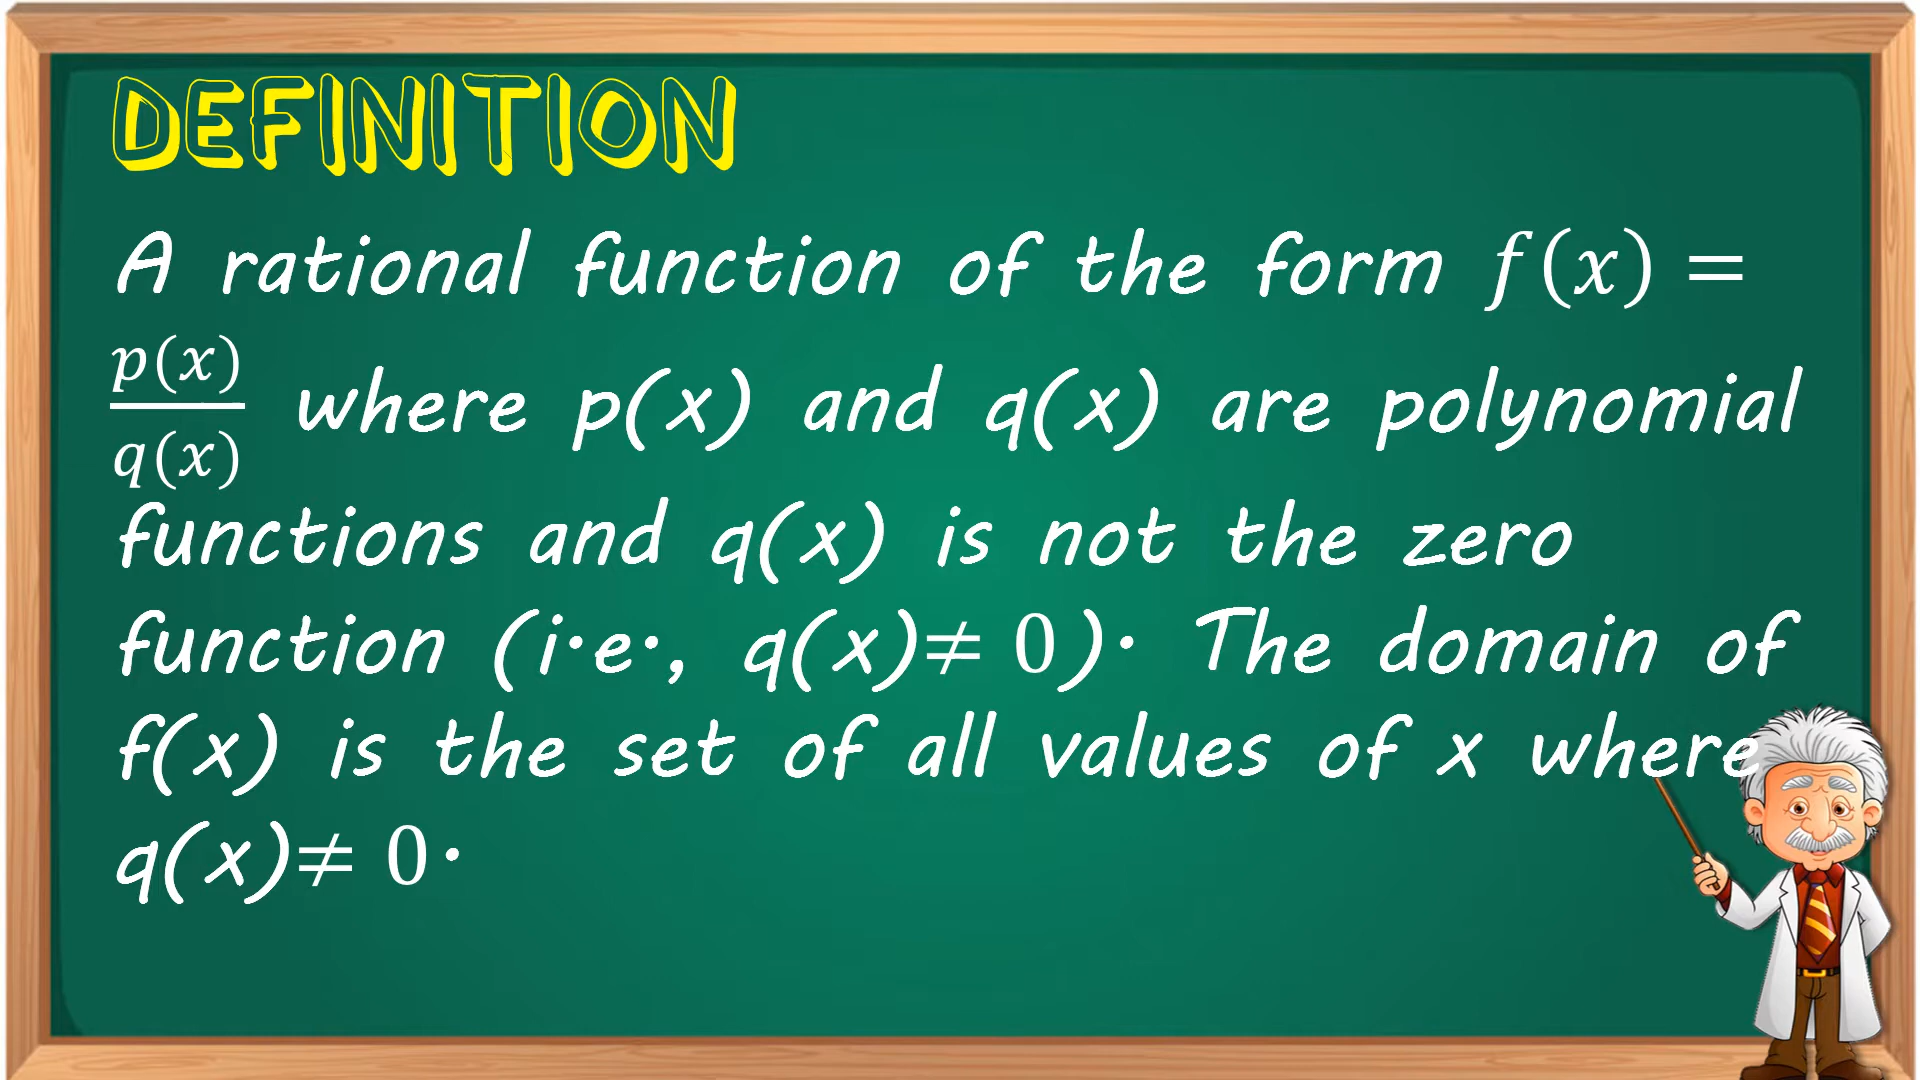 DEFINITION
A rational function of the form f(x) =
p(x)/q(x) where p(x) and q(x) are polynomial
functions and q(x) is not the zero
function (i.e., q(x)≠ 0). The domain of
f(x) is the set of all values of x where
q(x)≠ 0.